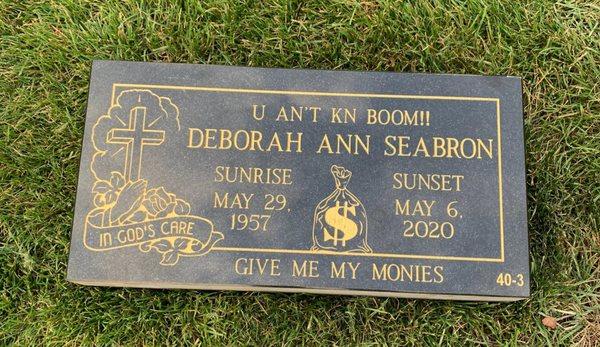 U AN'T KN BOOM!!
DEBORAH ANN SEABRON
SUNRISE
MAY 29,
1957
$
SUNSET
MAY 6,
2020
IN GOD'S CARE
GIVE ME MY MONIES
40-3